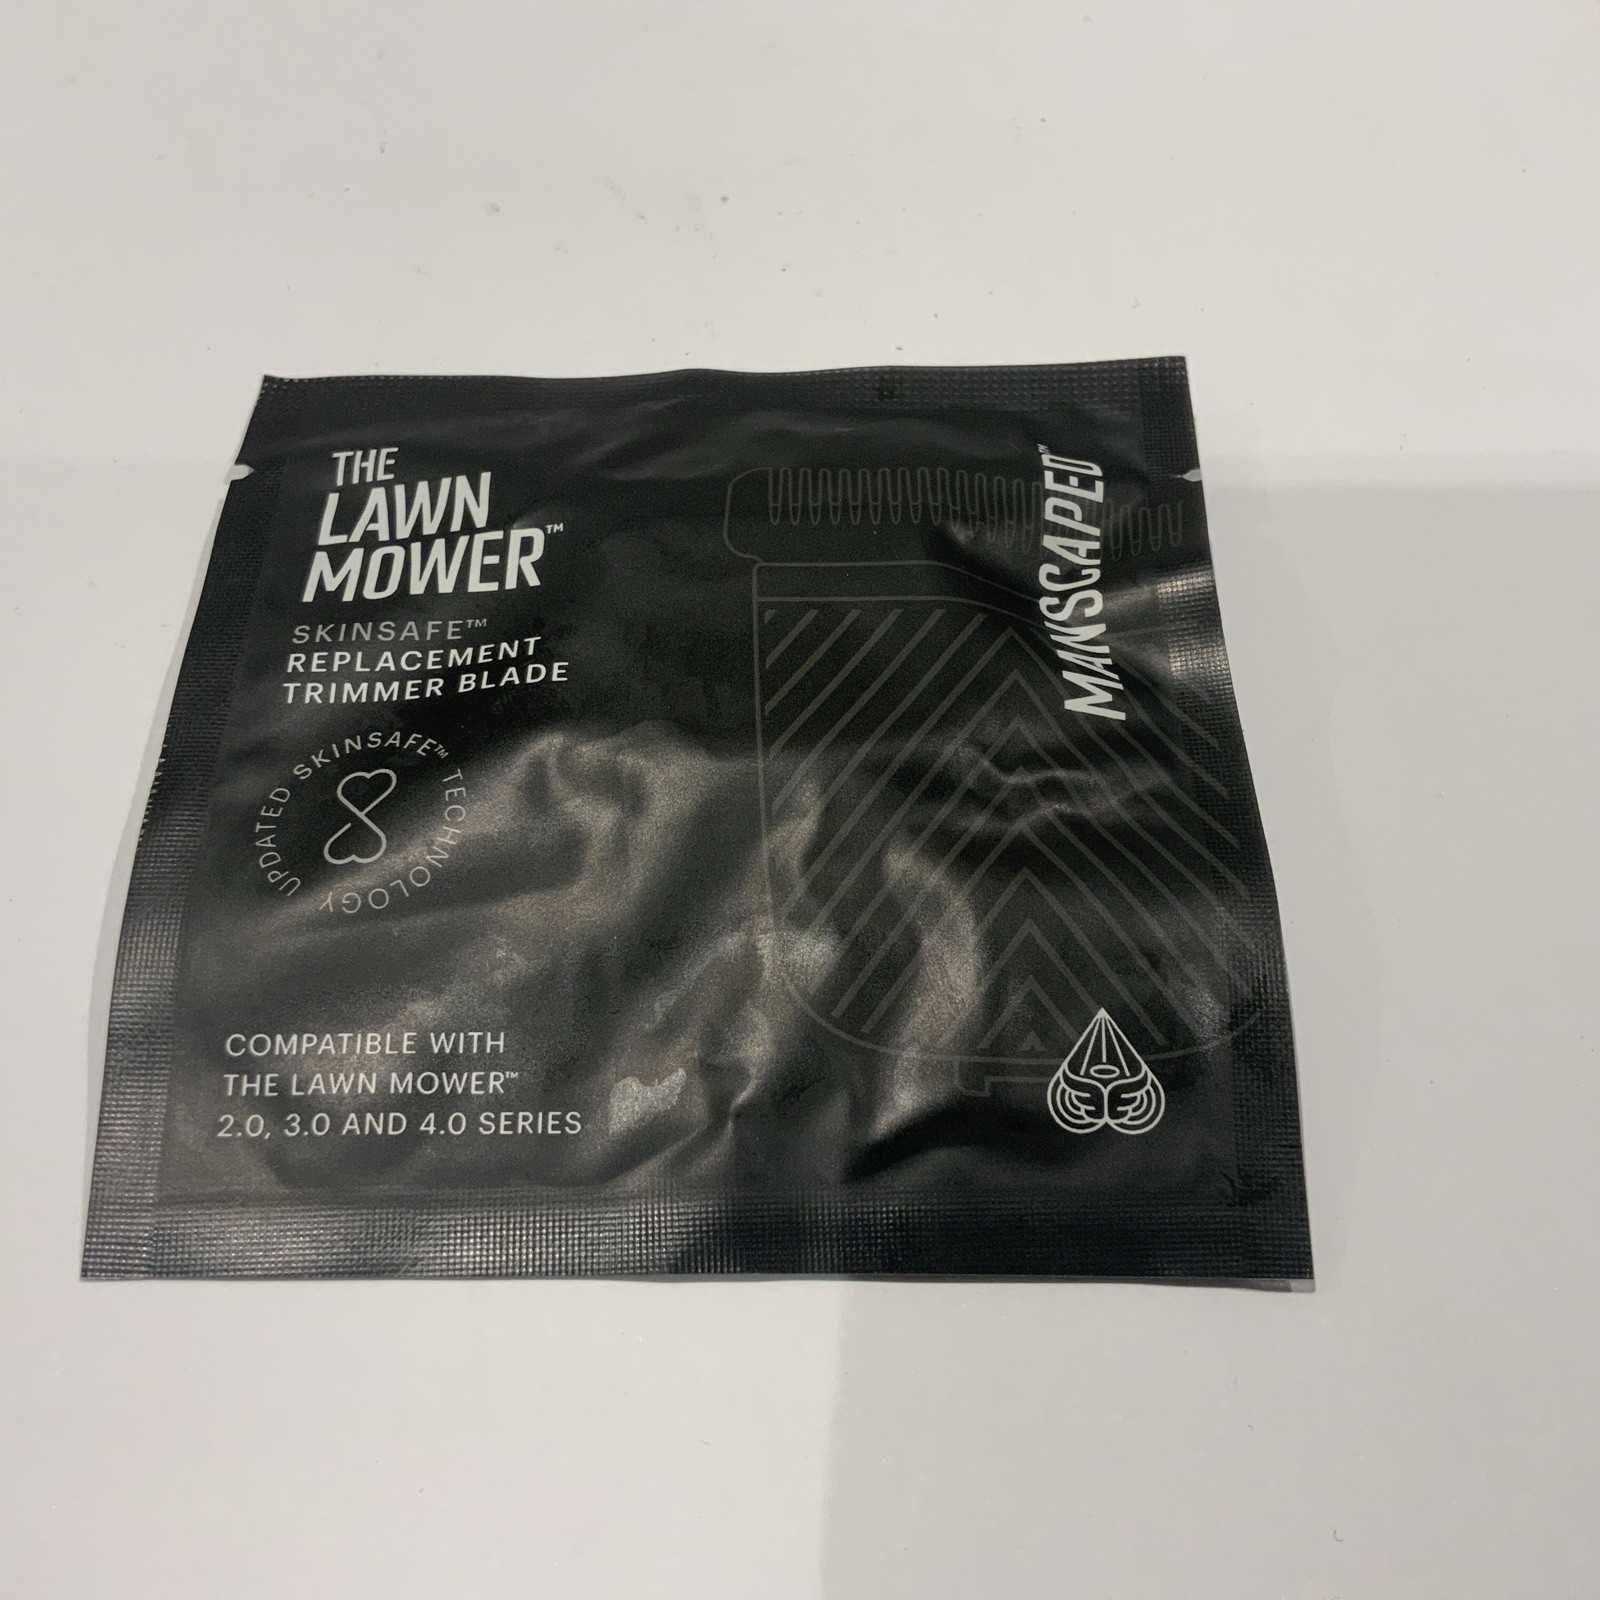 THE
LAWN
MOWER™
SKINSAFE™
REPLACEMENT
TRIMMER BLADE
UPDATED SKINSAFE™ TECHNOLOGY
COMPATIBLE WITH
THE LAWN MOWER™
2.0, 3.0 AND 4.0 SERIES
MANSCAPED™